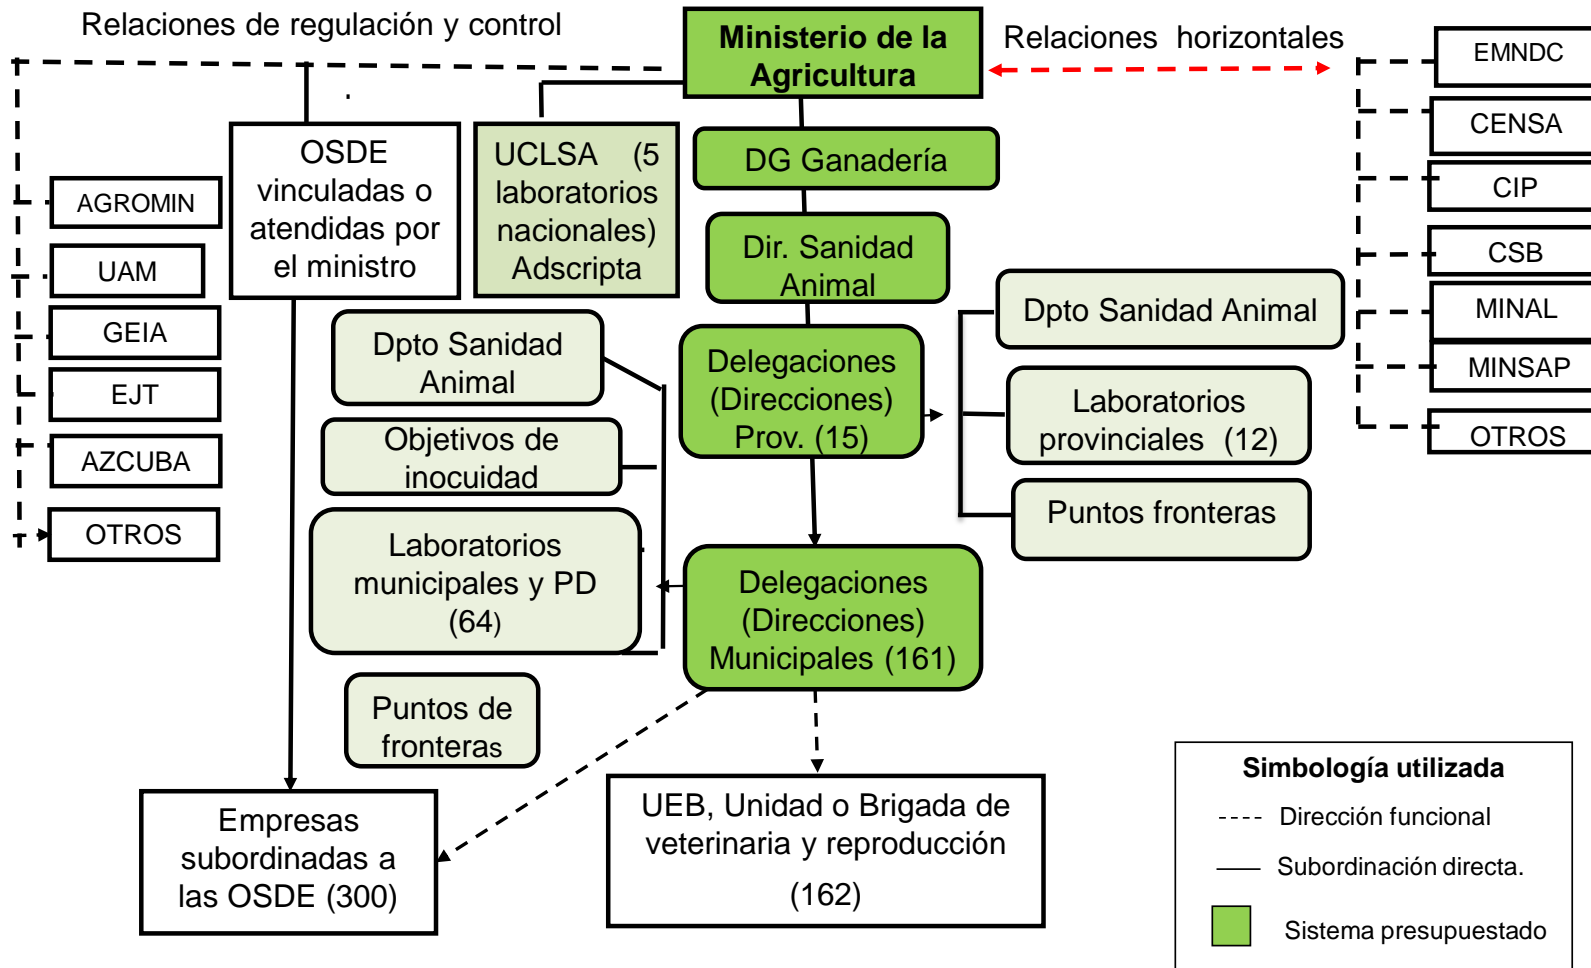 Relaciones de regulación y control
Ministerio de la
Agricultura
Relaciones horizontales
EMNDC
CENSA
CIP
CSB
MINAL
MINSAP
OTROS
AGROMIN
UAM
GEIA
EJT
AZCUBA
OTROS
OSDE
vinculadas o
atendidas por
el ministro
UCLSA (5
laboratorios
nacionales)
Adscripta
DG Ganadería
Dir. Sanidad
Animal
Delegaciones
(Direcciones)
Prov. (15)
Dpto Sanidad Animal
Laboratorios
provinciales (12)
Puntos fronteras
Dpto Sanidad
Animal
Objetivos de
inocuidad
Laboratorios
municipales y PD
(64)
Puntos de
fronteras
Delegaciones
(Direcciones)
Municipales (161)
Empresas
subordinadas a
las OSDE (300)
UEB, Unidad o Brigada de
veterinaria y reproducción
(162)
Simbología utilizada
Dirección funcional
Subordinación directa.
Sistema presupuestado